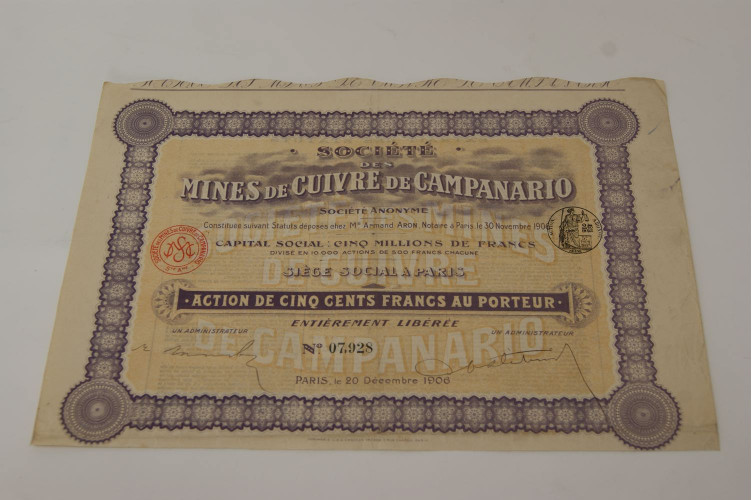 SOCIÉTÉ
DES
MINES DE CUIVRE DE CAMPANARIO
SOCIÉTÉ ANONYME
Constituée suivant Statuts déposés chez Me Armand ARON, Notaire à Paris, le 30 Novembre 1906
CAPITAL SOCIAL : CINQ MILLIONS DE FRANCS
DIVISÉ EN 10.000 ACTIONS DE 500 FRANCS CHACUNE
SIÈGE SOCIAL A PARIS
ACTION DE CINQ CENTS FRANCS AU PORTEUR
ENTIÈREMENT LIBÉRÉE
UN ADMINISTRATEUR
UN ADMINISTRATEUR
No 07.928
PARIS, le 20 Décembre 1906
DE CAMPANARIO